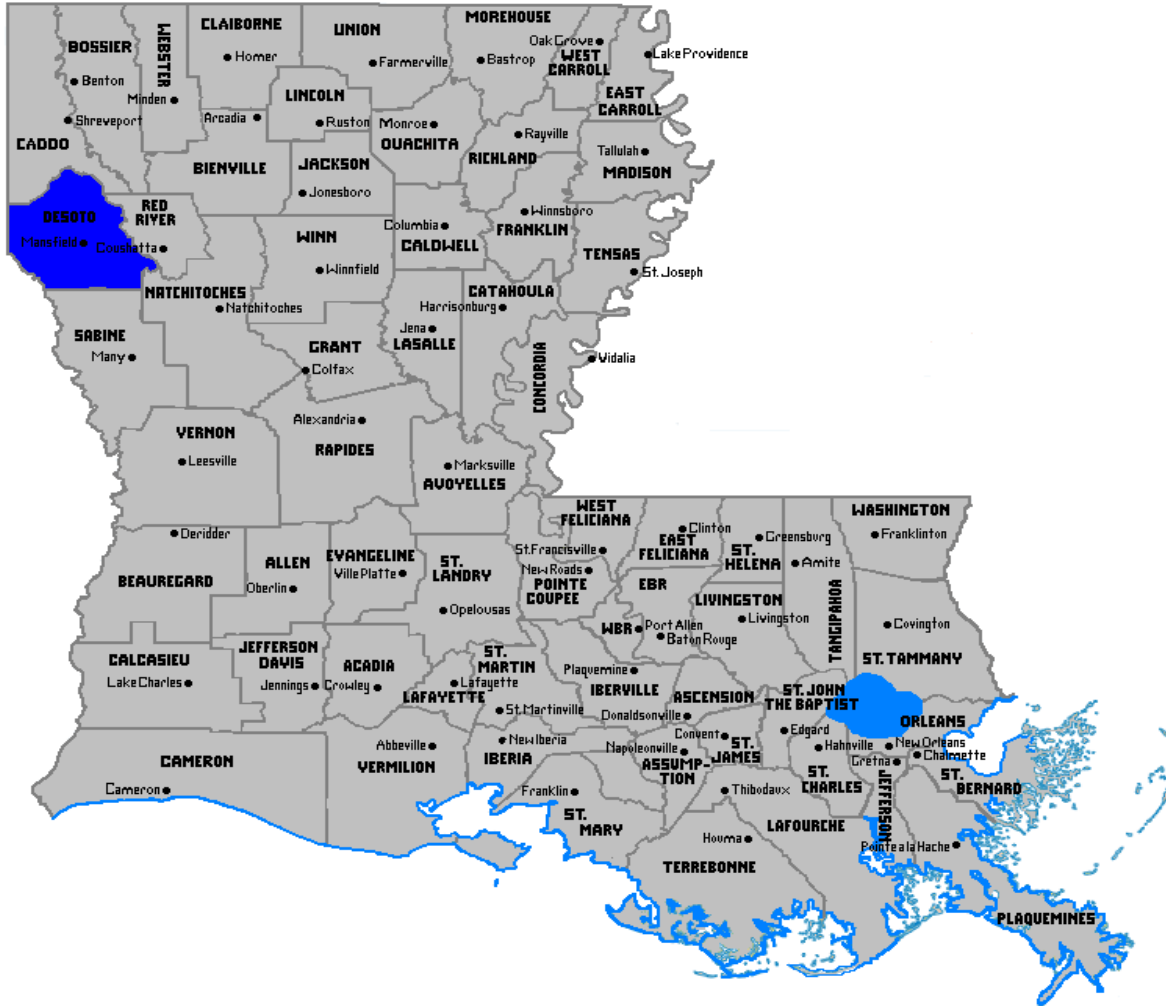 CLAIBORNE
UNION
MOREHOUSE
BOSSIER
WEBSTER
Homer
Farmerville
Bastrop
Oak Grove
WEST
CARROLL
Lake Providence
Benton
Minden
LINCOLN
EAST
CARROLL
Shreveport
Arcadia
Ruston
Monroe
OUACHITA
Rayville
RICHLAND
CADDO
BIENVILLE
JACKSON
Jonesboro
Tallulah
MADISON
DESOTO
Mansfield
RED
RIVER
Coushatta
WINN
Winnfield
Columbia
CALDWELL
Winnsboro
FRANKLIN
TENSAS
St. Joseph
NATCHITOCHES
Natchitoches
CATAHOULA
Harrisonburg
SABINE
Many
GRANT
Colfax
Jena
LASALLE
CONCORDIA
Vidalia
VERNON
Leesville
Alexandria
RAPIDES
Marksville
AVOYELLES
Deridder
BEAUREGARD
ALLEN
Oberlin
EVANGELINE
Ville Platte
ST.
LANDRY
Opelousas
WEST
FELICIANA
St. Francisville
New Roads
POINTE
COUPEE
Clinton
EAST
FELICIANA
Greensburg
ST.
HELENA
Amite
TANGIPAHOA
WASHINGTON
Franklinton
EBR
LIVINGSTON
Livingston
WBR
Port Allen
Baton Rouge
Covington
ST. TAMMANY
CALCASIEU
Lake Charles
JEFFERSON
DAVIS
Jennings
ACADIA
Crowley
LAFAYETTE
Lafayette
ST.
MARTIN
St. Martinville
Plaquemine
IBERVILLE
ASCENSION
Donaldsonville
ST. JOHN
THE BAPTIST
Edgard
ORLEANS
New Orleans
CAMERON
Cameron
Abbeville
VERMILION
New Iberia
IBERIA
Napoleonville
ASSUMP-
TION
Convent
ST.
JAMES
Hahnville
ST.
CHARLES
Gretna
JEFFERSON
Chalmette
ST.
BERNARD
Franklin
ST.
MARY
Thibodaux
LAFOURCHE
Houma
TERREBONNE
Pointe a la Hache
PLAQUEMINES